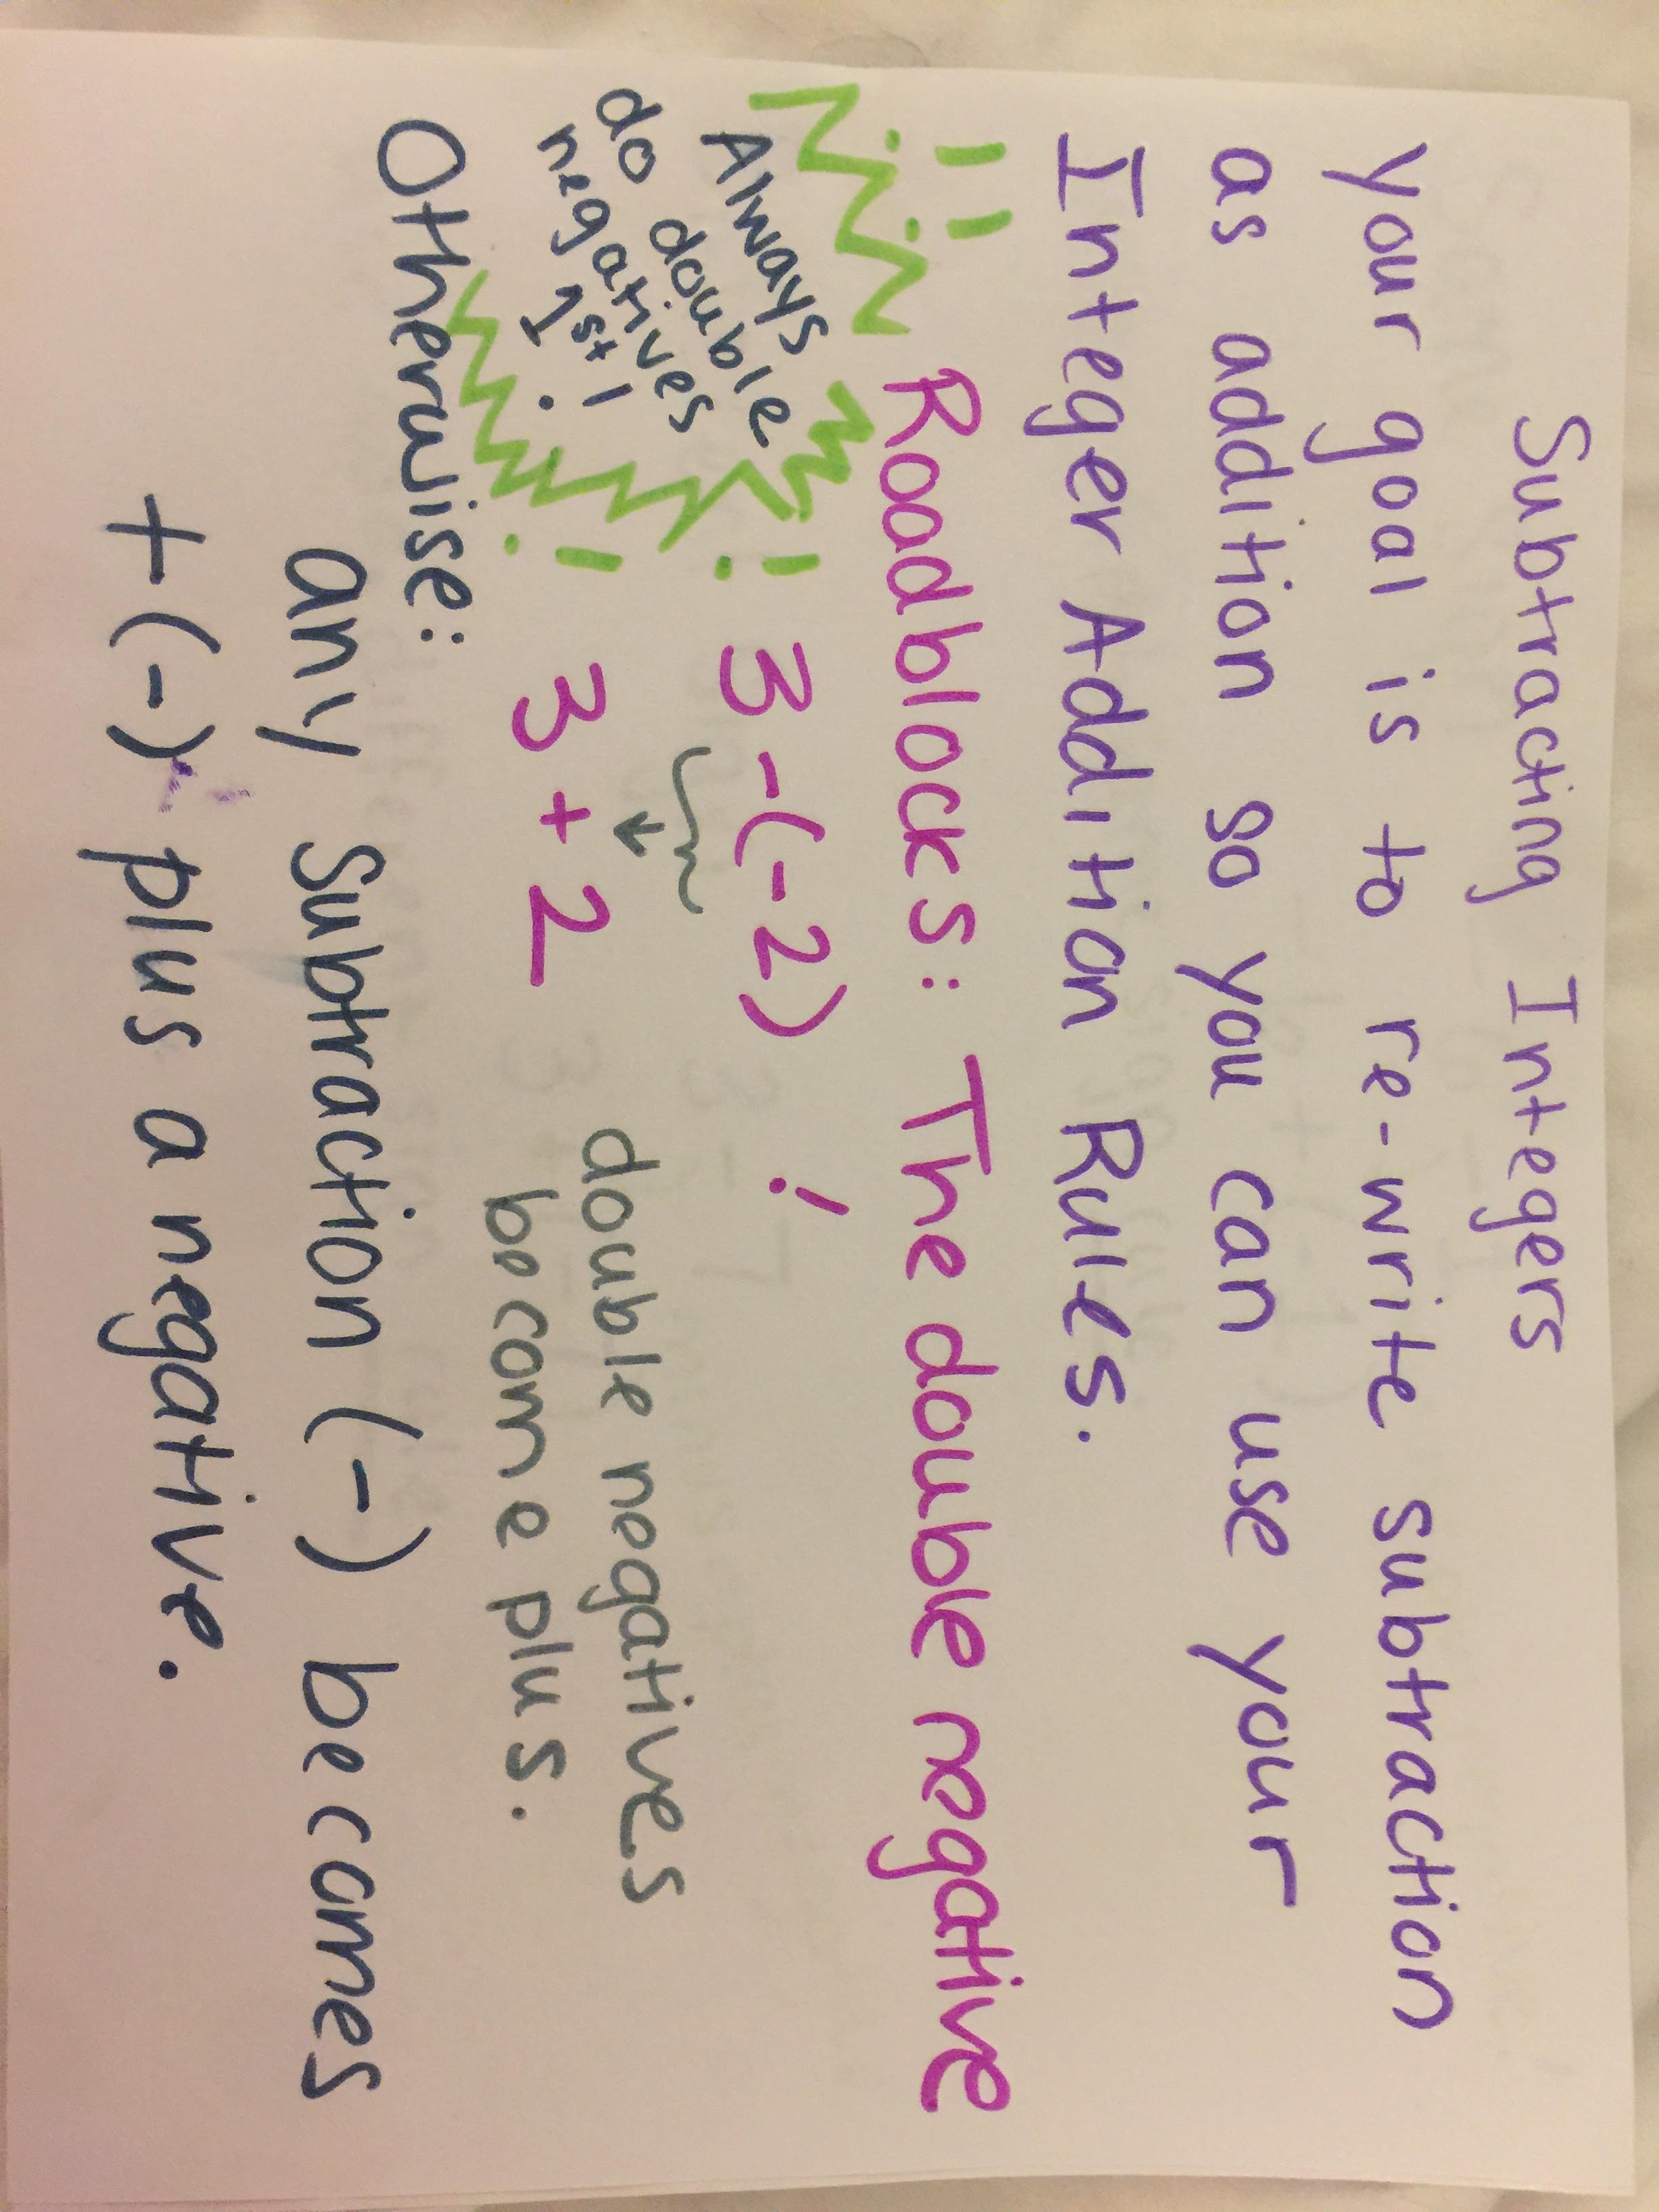 Subtracting Integers
your goal is to re-write subtraction
as addition so you can use your
Integer Addition Rules.
Roadblocks: The double negative
Always
do double
negatives
1st!
3-(-2) !
3+2
double negatives
become plus.
Otherwise:
any subtraction (-) becomes
+(-) plus a negative.